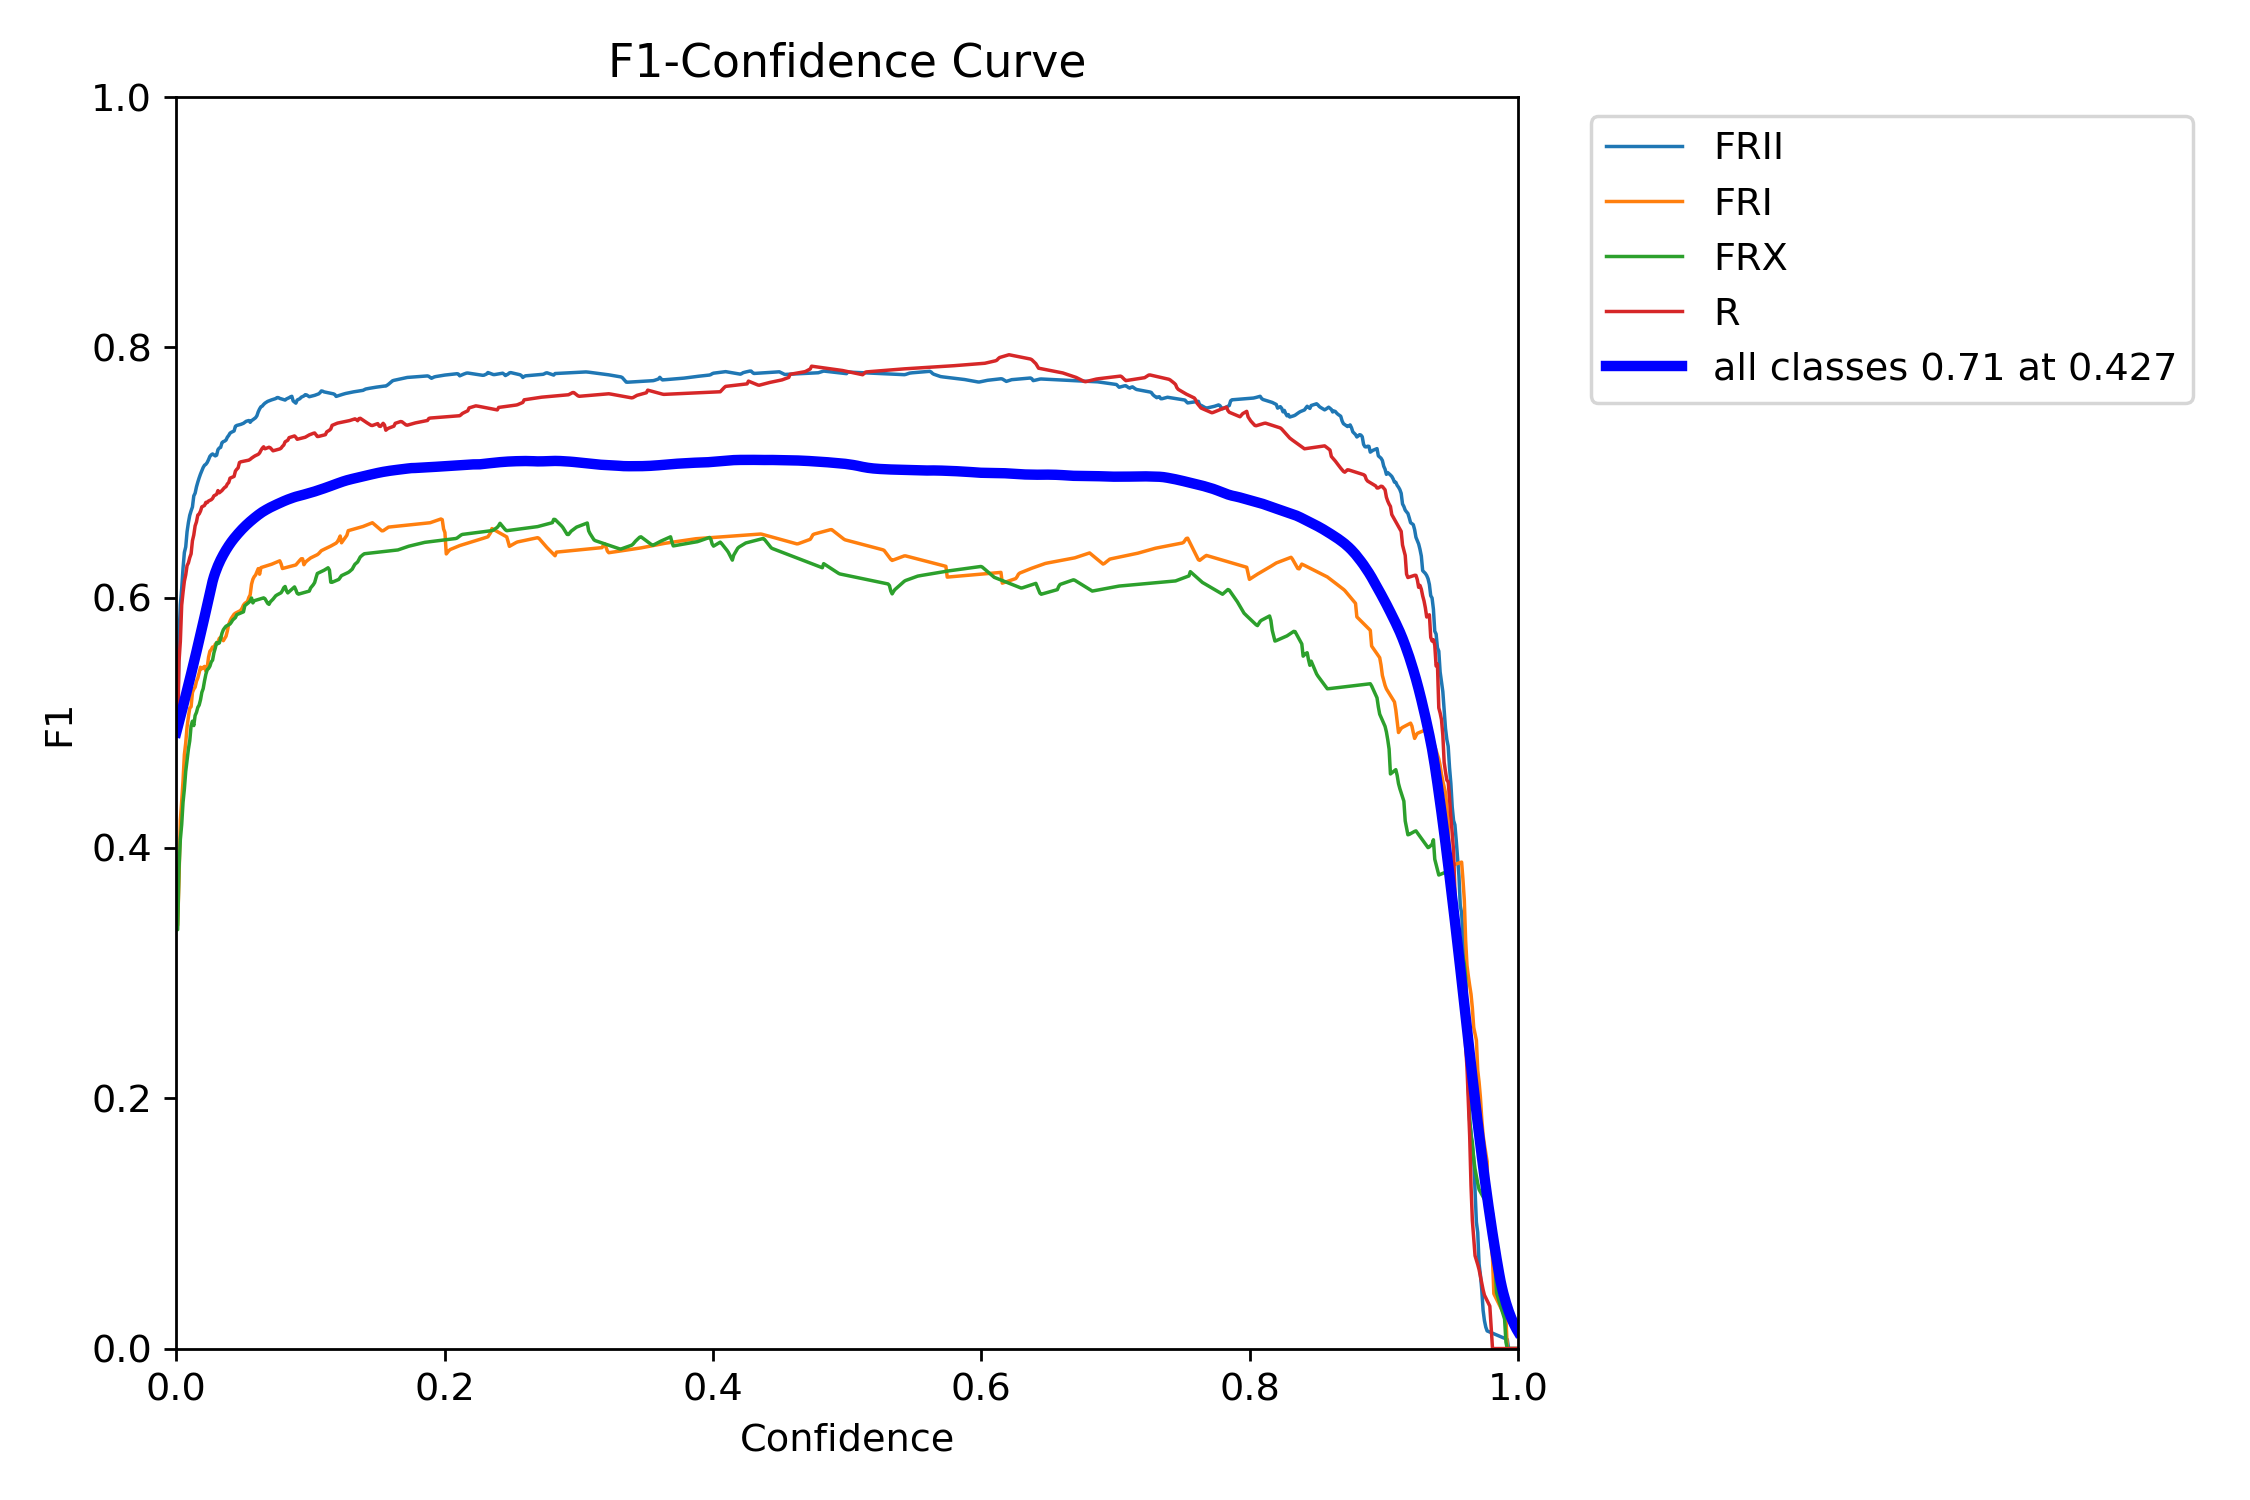 F1-Confidence Curve
1.0
0.8
0.6
0.4
0.2
0.0
F1
0.0 0.2 0.4 0.6 0.8 1.0
Confidence
FRII
FRI
FRX
R
all classes 0.71 at 0.427